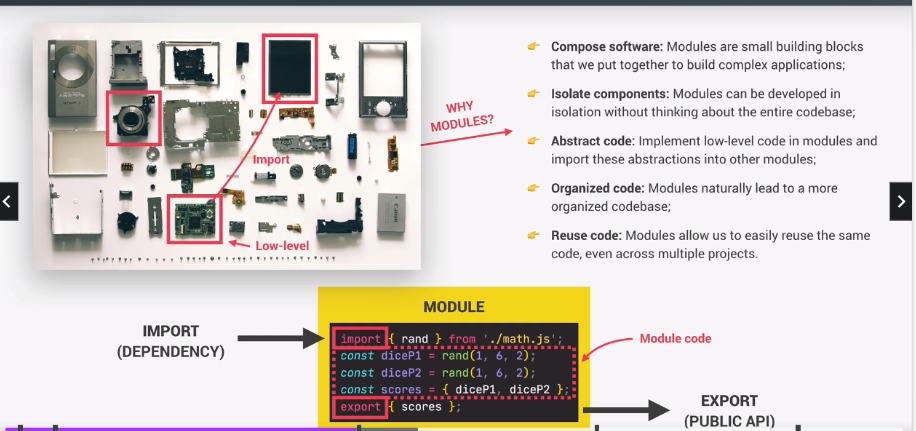 Import
Low-level
WHY
MODULES?
👉 Compose software: Modules are small building blocks
that we put together to build complex applications;
👉 Isolate components: Modules can be developed in
isolation without thinking about the entire codebase;
👉 Abstract code: Implement low-level code in modules and
import these abstractions into other modules;
👉 Organized code: Modules naturally lead to a more
organized codebase;
👉 Reuse code: Modules allow us to easily reuse the same
code, even across multiple projects.
MODULE
IMPORT
(DEPENDENCY)
import { rand } from './math.js';
const diceP1 = rand(1, 6, 2);
const diceP2 = rand(1, 6, 2);
const scores = { diceP1, diceP2 };
export { scores };
Module code
EXPORT
(PUBLIC API)